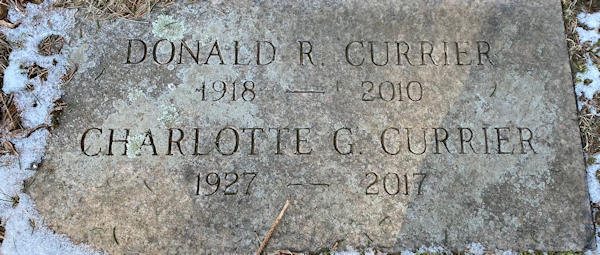 DONALD R. CURRIER
1918 — 2010
CHARLOTTE G. CURRIER
1927 — 2017